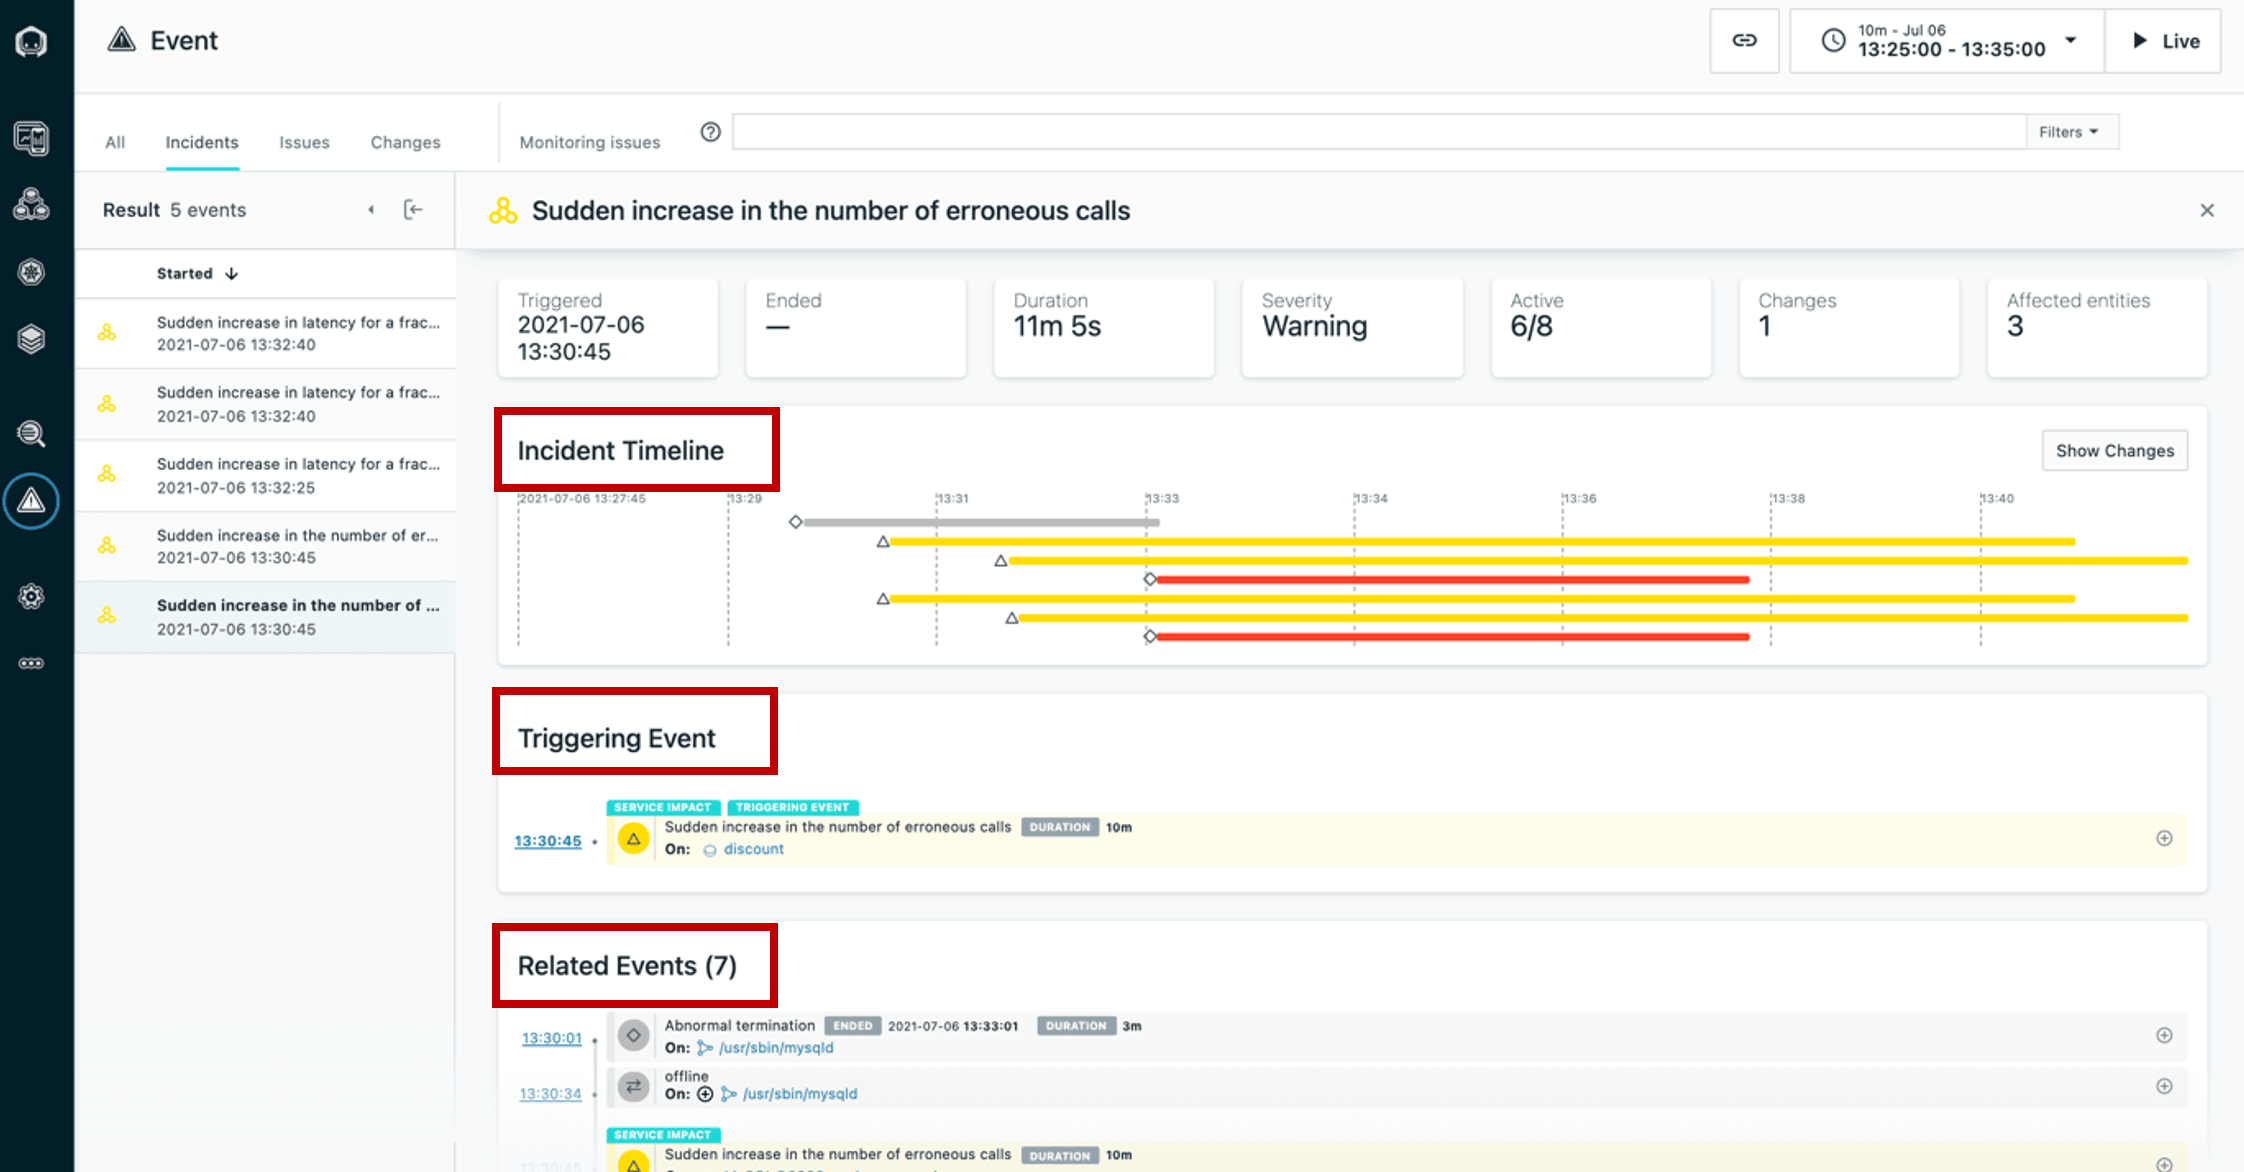 Event
10m - Jul 06
13:25:00 - 13:35:00
Live
All
Incidents
Issues
Changes
Monitoring issues
Filters
Result 5 events
Started
Sudden increase in latency for a frac...
2021-07-06 13:32:40
Sudden increase in latency for a frac...
2021-07-06 13:32:40
Sudden increase in latency for a frac...
2021-07-06 13:32:25
Sudden increase in the number of er...
2021-07-06 13:30:45
Sudden increase in the number of ...
2021-07-06 13:30:45
Sudden increase in the number of erroneous calls
Triggered
2021-07-06
13:30:45
Ended
—
Duration
11m 5s
Severity
Warning
Active
6/8
Changes
1
Affected entities
3
Incident Timeline
Show Changes
2021-07-06 13:27:45
13:29
13:31
13:33
13:34
13:36
13:38
13:40
Triggering Event
SERVICE IMPACT TRIGGERING EVENT
13:30:45
Sudden increase in the number of erroneous calls DURATION 10m
On: discount
Related Events (7)
13:30:01
Abnormal termination ENDED 2021-07-06 13:33:01 DURATION 3m
On: /usr/sbin/mysqld
13:30:34
offline
On: /usr/sbin/mysqld
SERVICE IMPACT
13:30:45
Sudden increase in the number of erroneous calls DURATION 10m